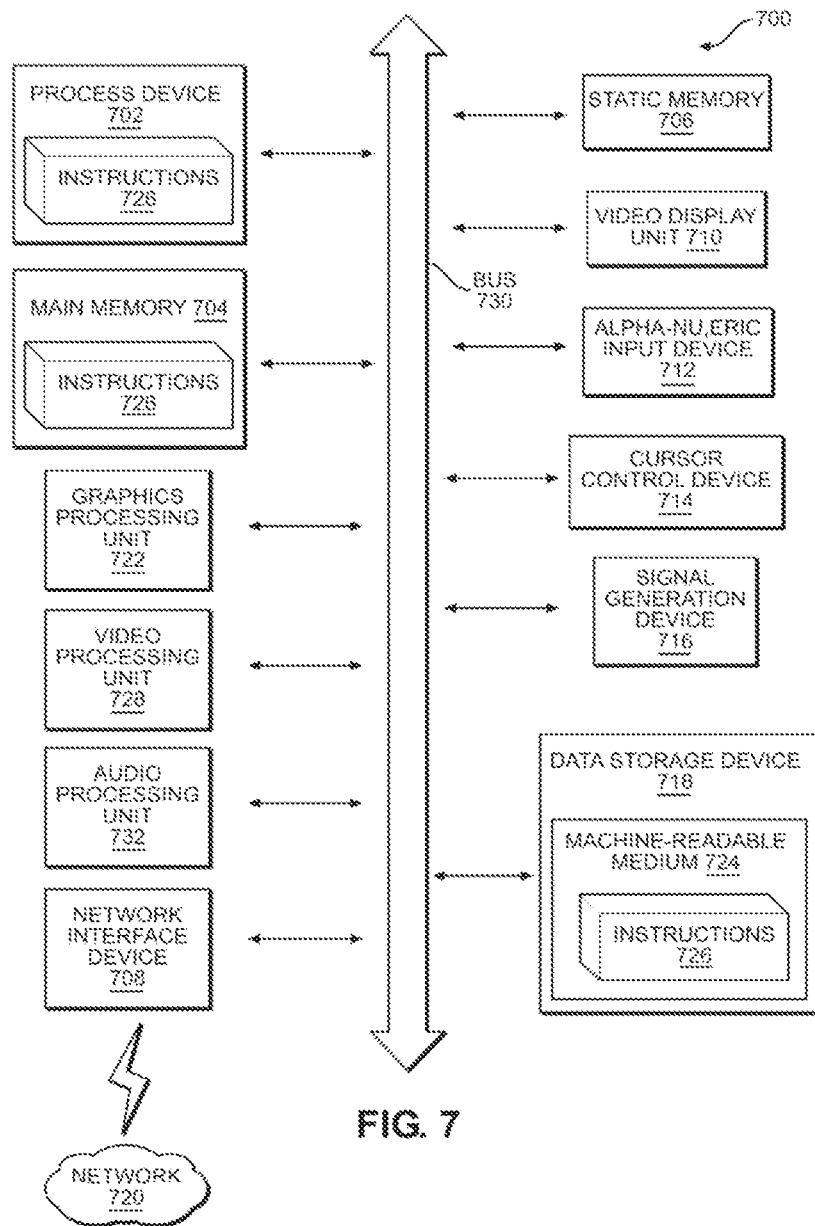 700
PROCESS DEVICE
702
INSTRUCTIONS
726
MAIN MEMORY 704
INSTRUCTIONS
726
GRAPHICS
PROCESSING
UNIT
722
VIDEO
PROCESSING
UNIT
728
AUDIO
PROCESSING
UNIT
732
NETWORK
INTERFACE
DEVICE
708
NETWORK
720
BUS
730
STATIC MEMORY
706
VIDEO DISPLAY
UNIT 710
ALPHA-NU,ERIC
INPUT DEVICE
712
CURSOR
CONTROL DEVICE
714
SIGNAL
GENERATION
DEVICE
716
DATA STORAGE DEVICE
718
MACHINE-READABLE
MEDIUM 724
INSTRUCTIONS
726
FIG. 7